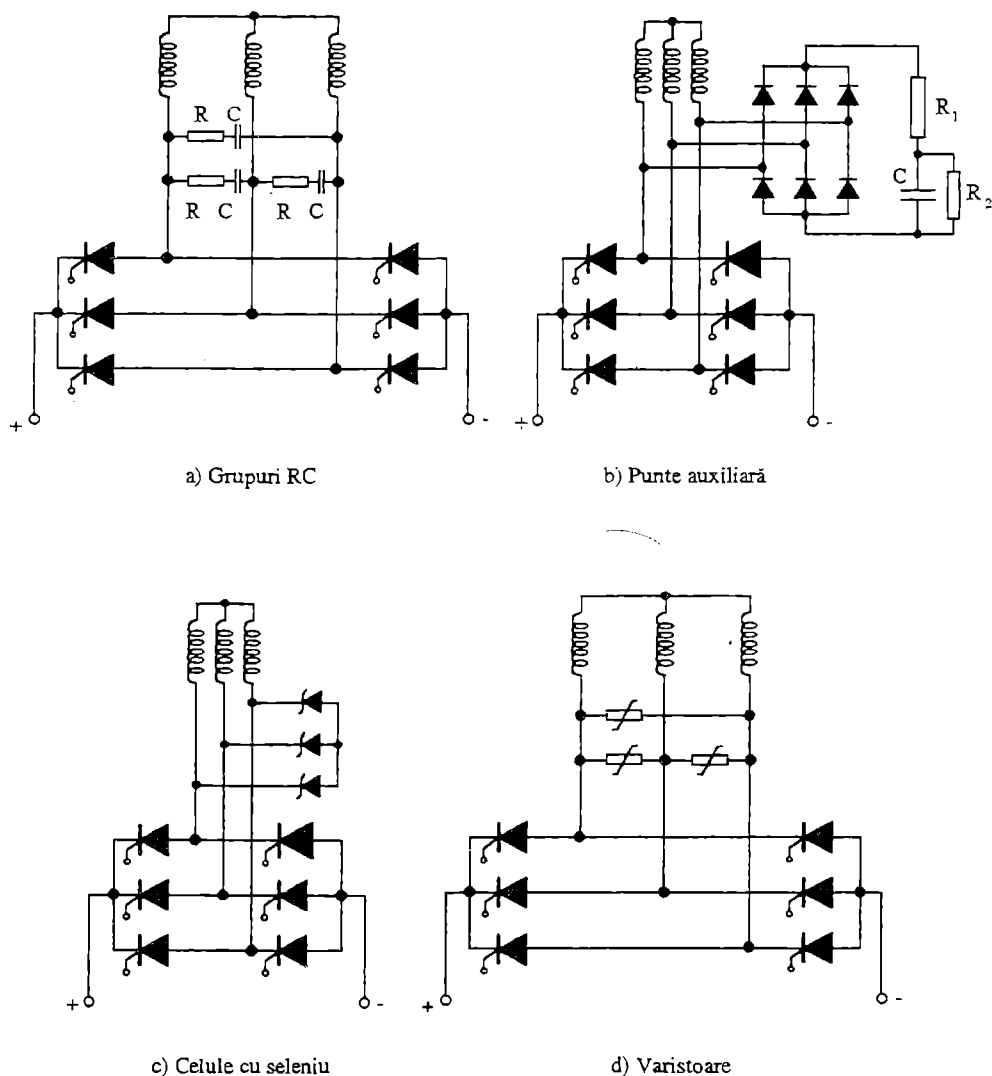 R C
R C R C
+ -
a) Grupuri RC
R1
C
R2
+ -
b) Punte auxiliară
+ -
c) Celule cu seleniu
+ -
d) Varistoare